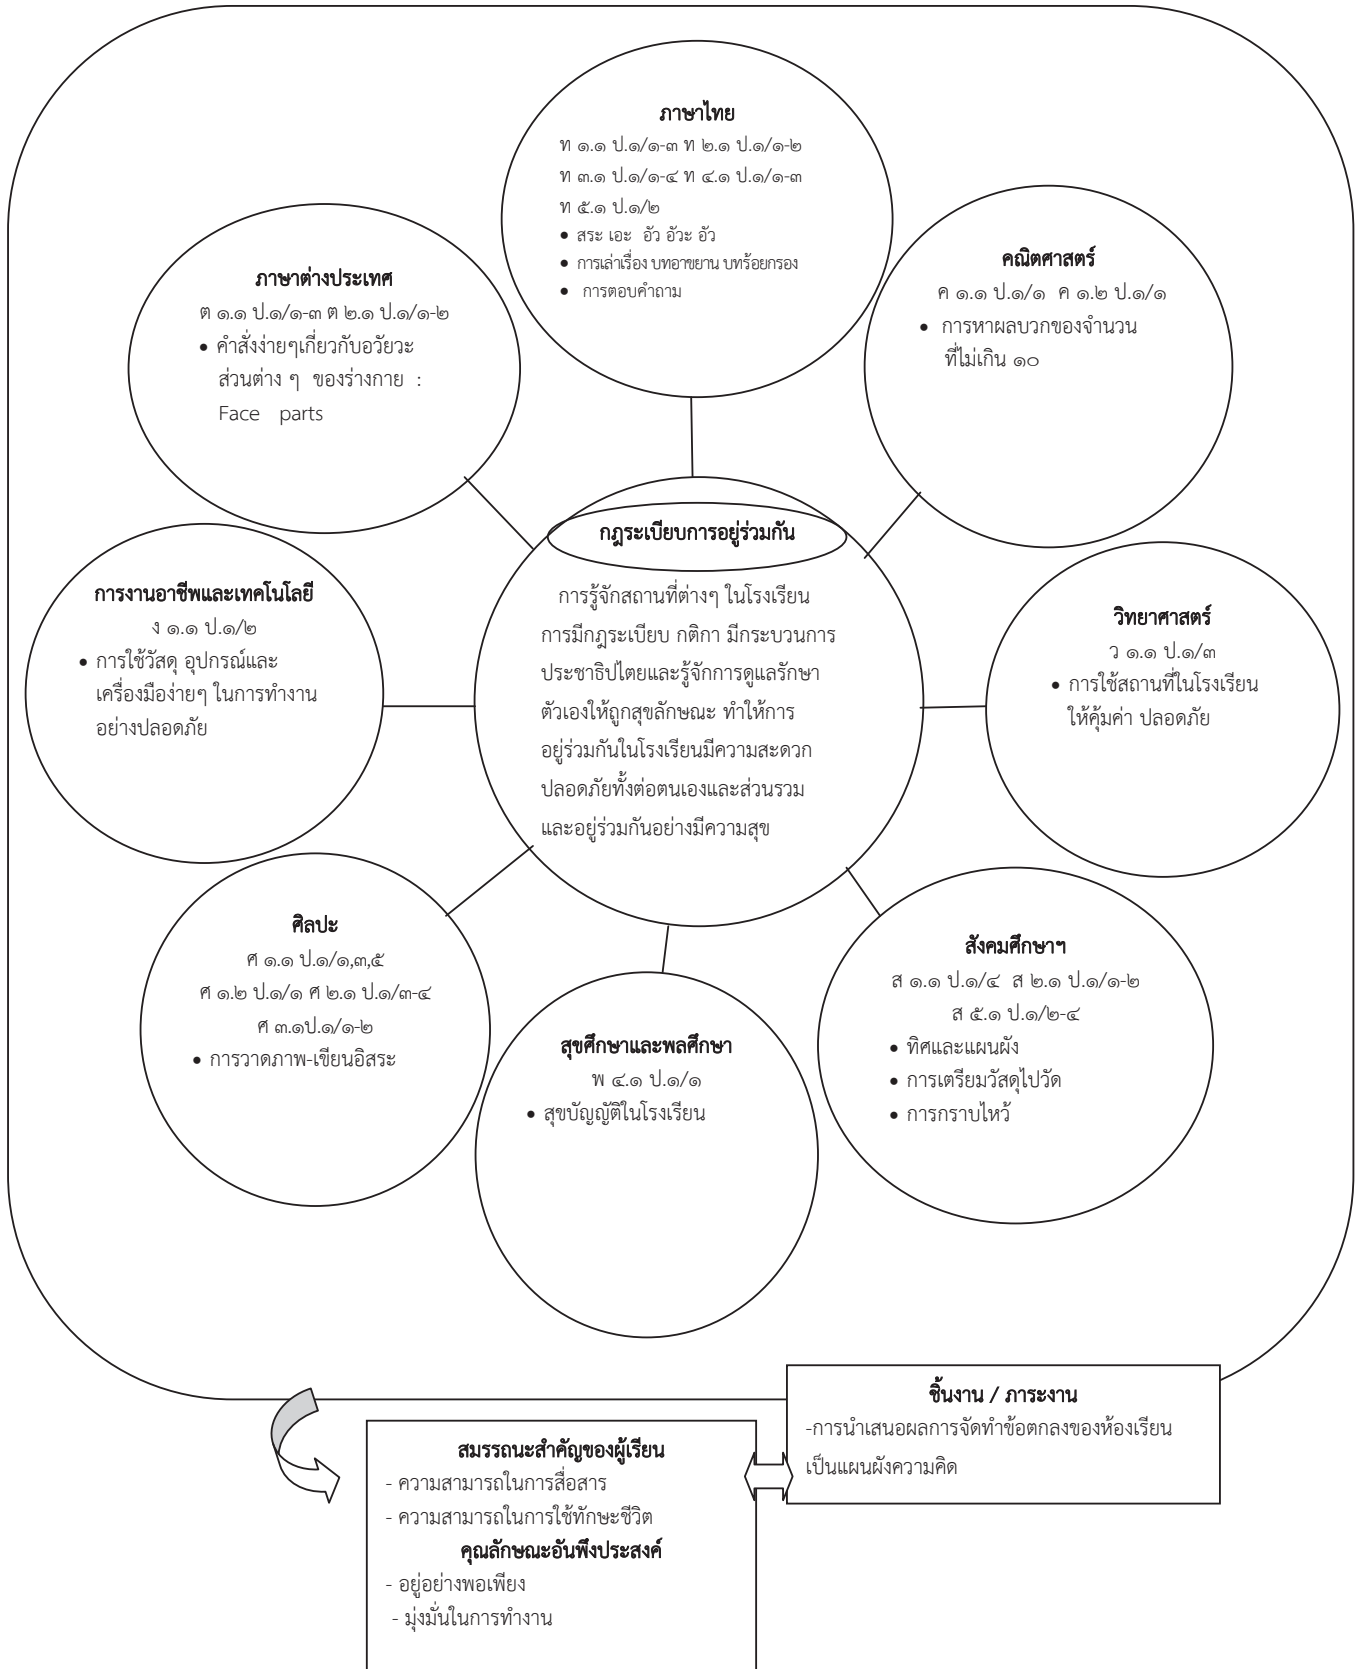 ภาษาไทย
ท ๑.๑ ป.๑/๑-๓ ท ๒.๑ ป.๑/๑-๒
ท ๓.๑ ป.๑/๑-๔ ท ๔.๑ ป.๑/๑-๓
ท ๕.๑ ป.๑/๒
• สระ เอะ อัว อัวะ อัว
• การเล่าเรื่อง บทอาขยาน บทร้อยกรอง
• การตอบคำถาม
คณิตศาสตร์
ค ๑.๑ ป.๑/๑ ค ๑.๒ ป.๑/๑
• การหาผลบวกของจำนวน
ที่ไม่เกิน ๑๐
ภาษาต่างประเทศ
ต ๑.๑ ป.๑/๑-๓ ต ๒.๑ ป.๑/๑-๒
• คำสั่งง่ายๆเกี่ยวกับอวัยวะ
ส่วนต่าง ๆ ของร่างกาย :
Face parts
กฎระเบียบการอยู่ร่วมกัน
การรู้จักสถานที่ต่างๆ ในโรงเรียน
การมีกฎระเบียบ กติกา มีกระบวนการ
ประชาธิปไตยและรู้จักการดูแลรักษา
ตัวเองให้ถูกสุขลักษณะ ทำให้การ
อยู่ร่วมกันในโรงเรียนมีความสะดวก
ปลอดภัยทั้งต่อตนเองและส่วนรวม
และอยู่ร่วมกันอย่างมีความสุข
การงานอาชีพและเทคโนโลยี
ง ๑.๑ ป.๑/๒
• การใช้วัสดุ อุปกรณ์และ
เครื่องมือง่ายๆ ในการทำงาน
อย่างปลอดภัย
วิทยาศาสตร์
ว ๑.๑ ป.๑/๓
• การใช้สถานที่ในโรงเรียน
ให้คุ้มค่า ปลอดภัย
ศิลปะ
ศ ๑.๑ ป.๑/๑,๓,๕
ศ ๑.๒ ป.๑/๑ ศ ๒.๑ ป.๑/๓-๔
ศ ๓.๑ป.๑/๑-๒
• การวาดภาพ-เขียนอิสระ
สังคมศึกษาฯ
ส ๑.๑ ป.๑/๔ ส ๒.๑ ป.๑/๑-๒
ส ๕.๑ ป.๑/๒-๔
• ทิศและแผนผัง
• การเตรียมวัสดุไปวัด
• การกราบไหว้
สุขศึกษาและพลศึกษา
พ ๔.๑ ป.๑/๑
• สุขบัญญัติในโรงเรียน
ชิ้นงาน / ภาระงาน
-การนำเสนอผลการจัดทำข้อตกลงของห้องเรียน
เป็นแผนผังความคิด
สมรรถนะสำคัญของผู้เรียน
- ความสามารถในการสื่อสาร
- ความสามารถในการใช้ทักษะชีวิต
คุณลักษณะอันพึงประสงค์
- อยู่อย่างพอเพียง
- มุ่งมั่นในการทำงาน